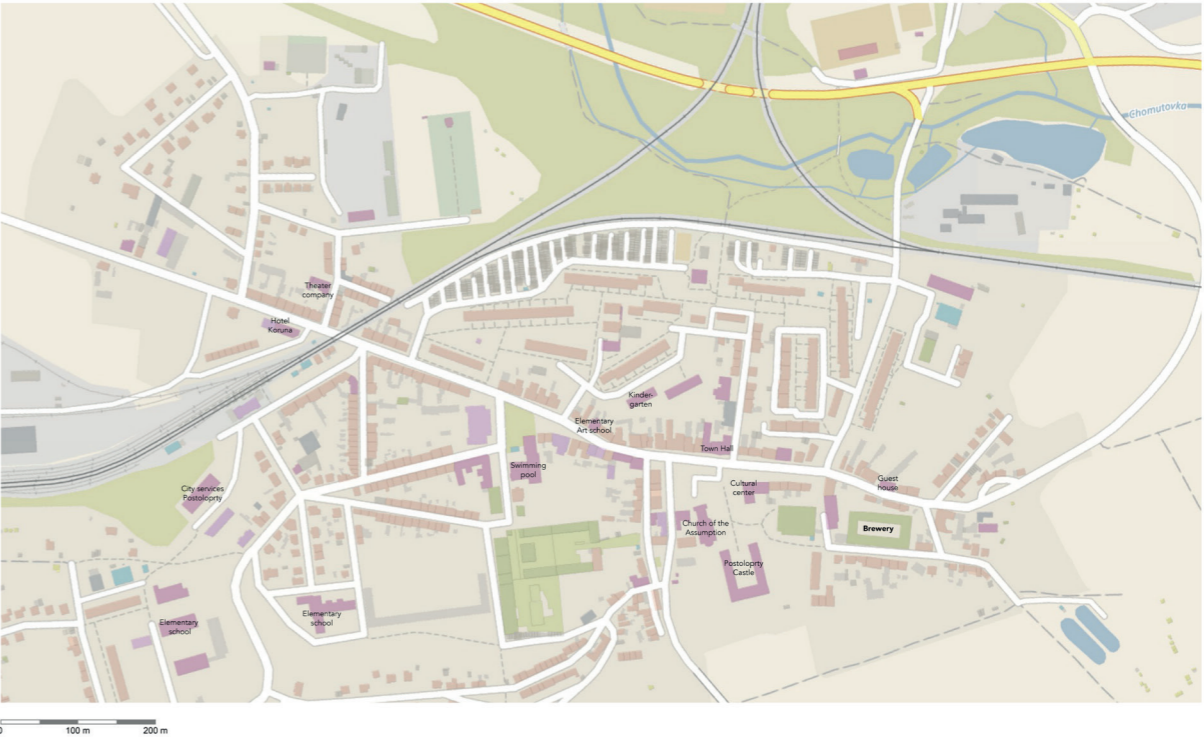 Chomutovka
Theater
company
Hotel
Koruna
Kinder-
garten
Elementary
Art school
Town Hall
Swimming
pool
Cultural
center
Guest
house
City services
Postoloprty
Church of the
Assumption
Brewery
Postoloprty
Castle
Elementary
school
Elementary
school
0
100 m
200 m